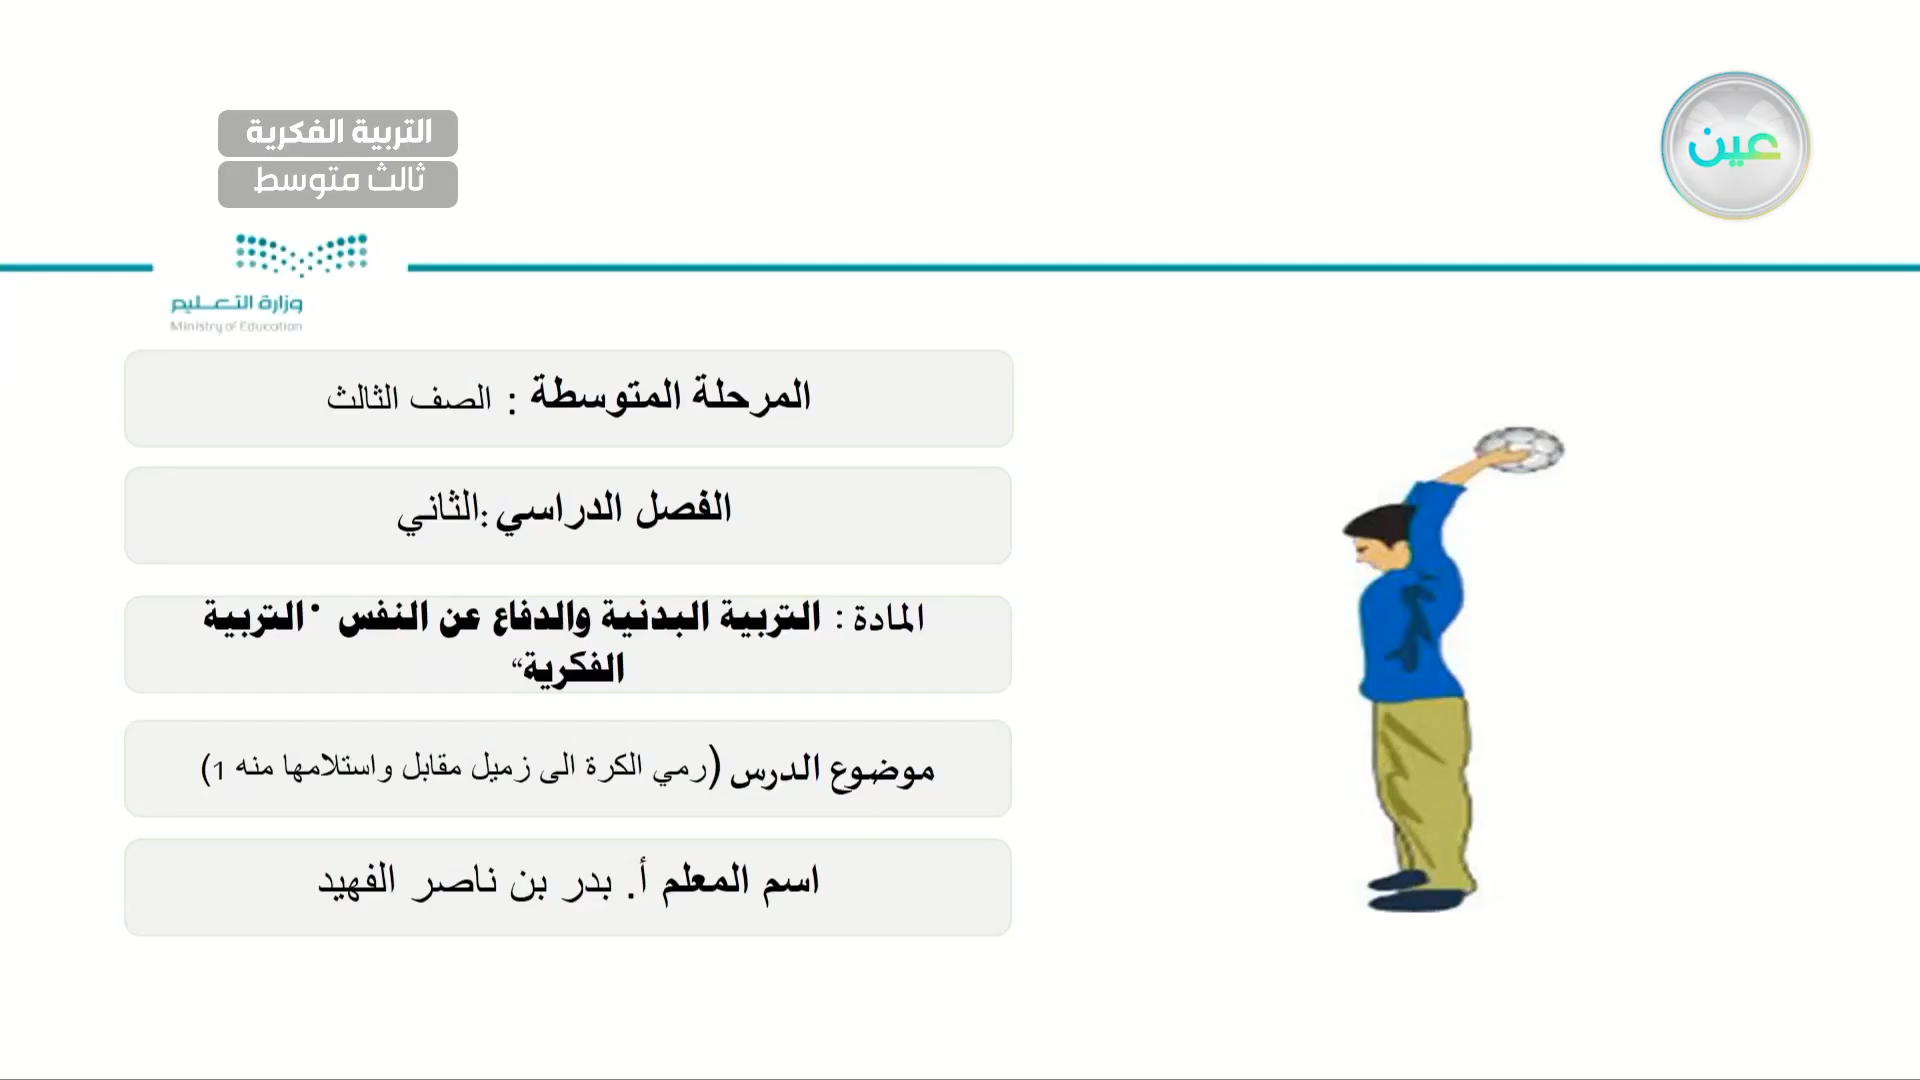 التربية الفكرية
ثالث متوسط
عين
وزارة التعليم
Ministry of Education
المرحلة المتوسطة : الصف الثالث
الفصل الدراسي :الثاني
المادة : التربية البدنية والدفاع عن النفس "التربية
الفكرية"
موضوع الدرس (رمي الكرة الى زميل مقابل واستلامها منه 1)
اسم المعلم أ. بدر بن ناصر الفهيد